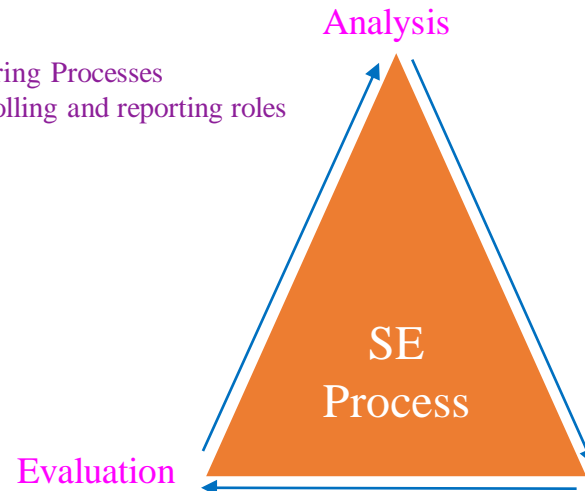 Analysis
ring Processes
olling and reporting roles
SE
Process
Evaluation